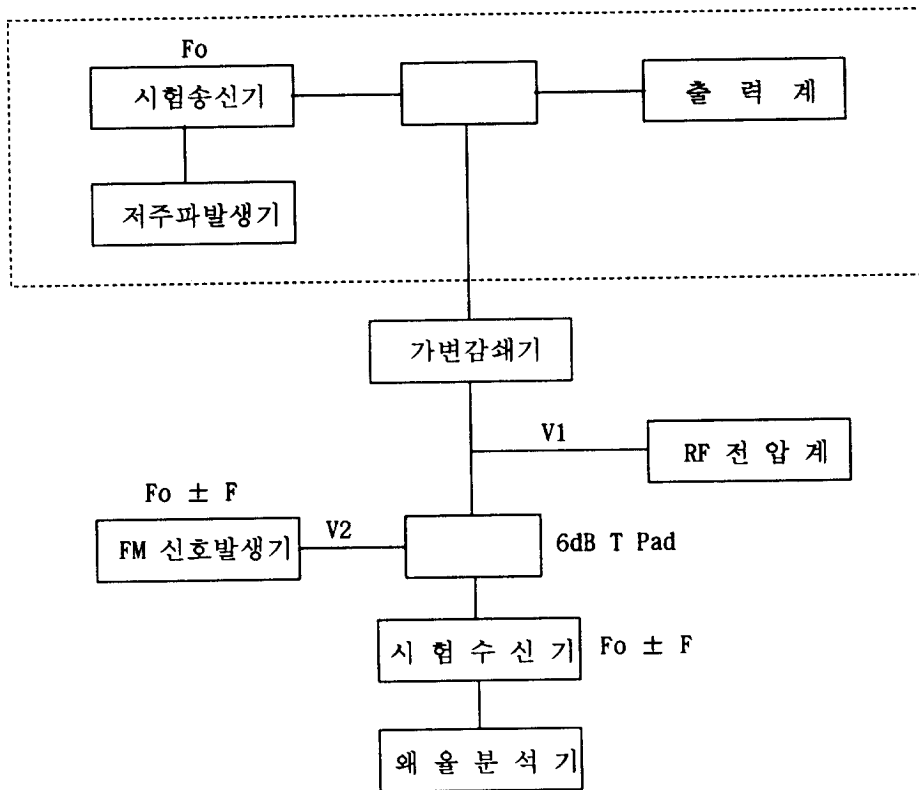 Fo
시험송신기
출 력 계
저주파발생기
가변감쇄기
V1
RF 전 압 계
Fo ± F
FM 신호발생기
V2
6dB T Pad
시 험 수 신 기
Fo ± F
왜 율 분 석 기